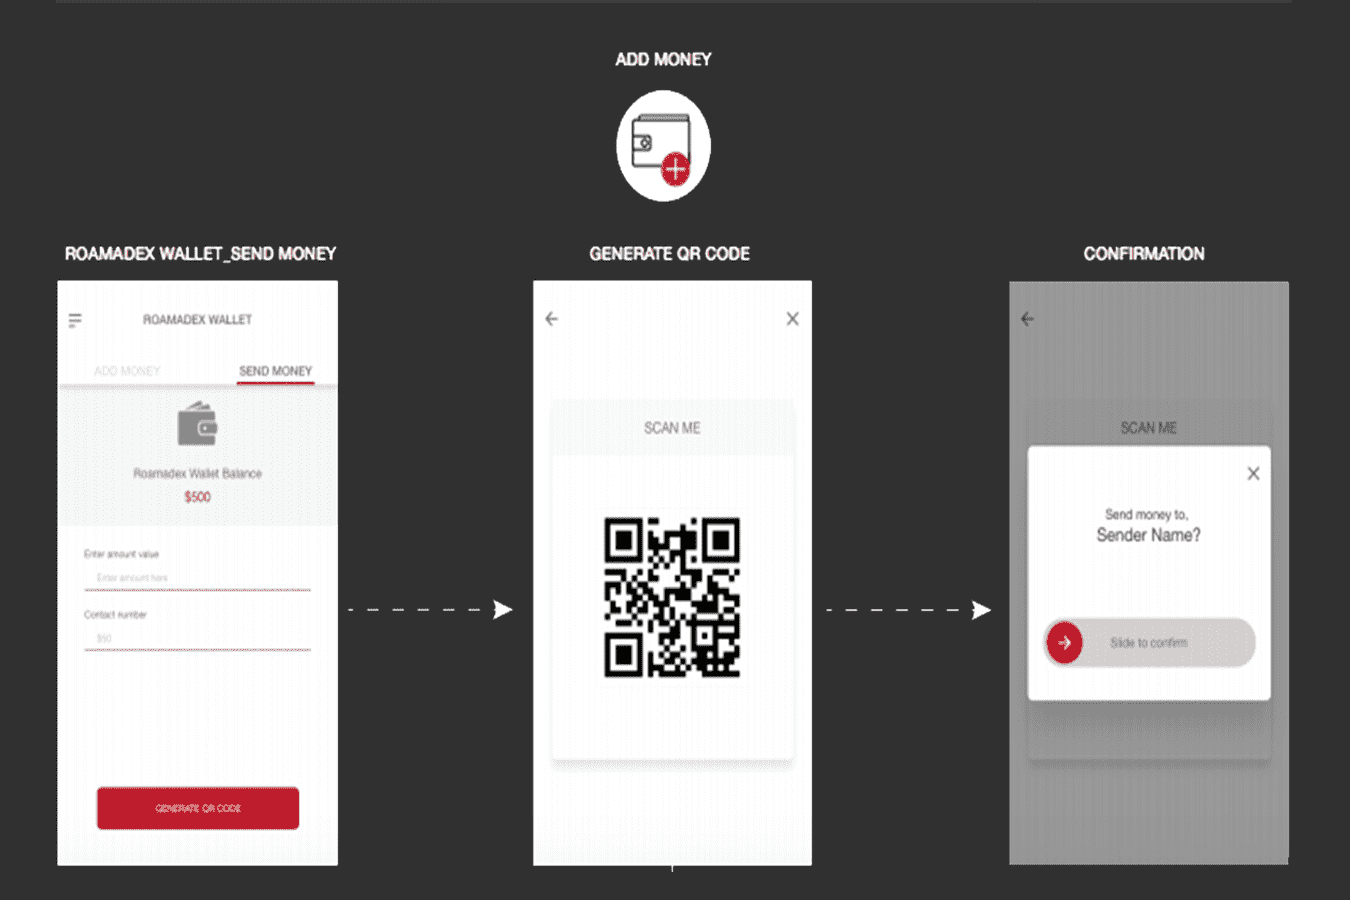 ADD MONEY
ROAMADEX WALLET_SEND MONEY
ROAMADEX WALLET
ADD MONEY
SEND MONEY
Roamadex Wallet Balance
$500
Enter amount value
Enter amount here
Contact number
$50
GENERATE QR CODE
GENERATE QR CODE
SCAN ME
CONFIRMATION
SCAN ME
Send money to,
Sender Name?
Slide to confirm